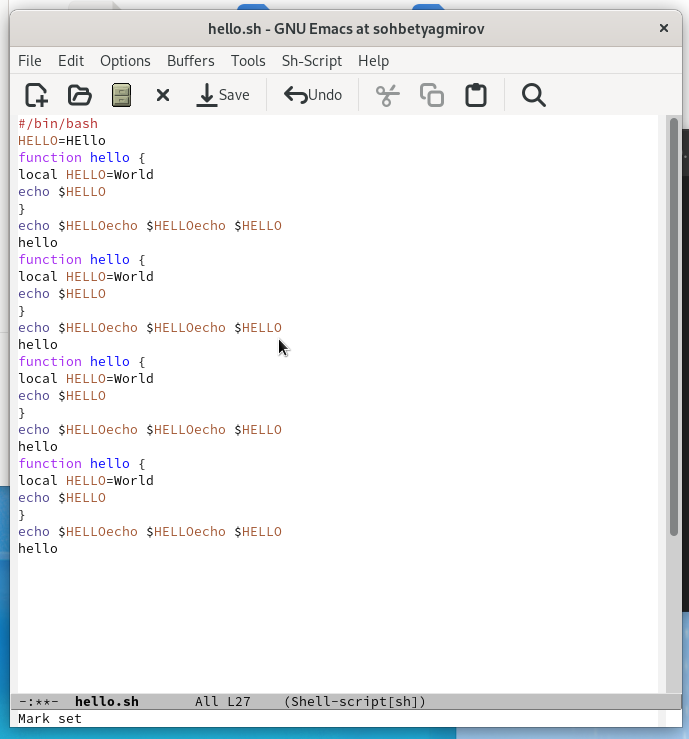 hello.sh - GNU Emacs at sohbetyagmirov
File Edit Options Buffers Tools Sh-Script Help
Save Undo
#/bin/bash
HELLO=HEllo
function hello {
local HELLO=World
echo $HELLO
}
echo $HELLOecho $HELLOecho $HELLO
hello
function hello {
local HELLO=World
echo $HELLO
}
echo $HELLOecho $HELLOecho $HELLO
hello
function hello {
local HELLO=World
echo $HELLO
}
echo $HELLOecho $HELLOecho $HELLO
hello
function hello {
local HELLO=World
echo $HELLO
}
echo $HELLOecho $HELLOecho $HELLO
hello
-:**- hello.sh All L27 (Shell-script[sh])
Mark set